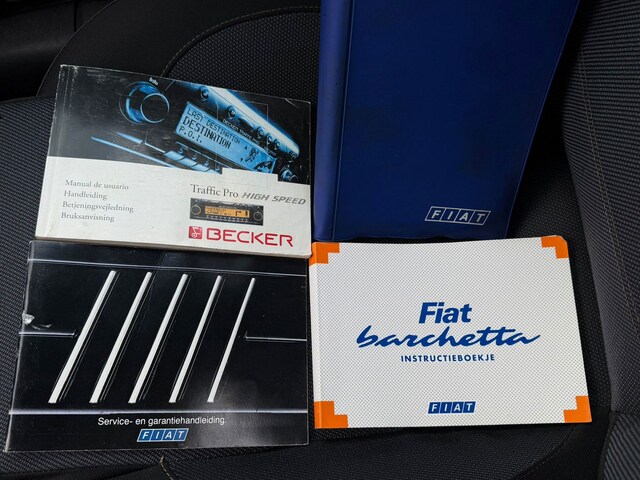 LAST DESTINATION
DESTINATION
P.O.I.
Manual de usuario
Handleiding
Betjeningsvejledning
Bruksanvisning
Traffic Pro HIGH SPEED
BECKER
FIAT
Service- en garantiehandleiding
FIAT
Fiat
barchetta
INSTRUCTIEBOEKJE
FIAT